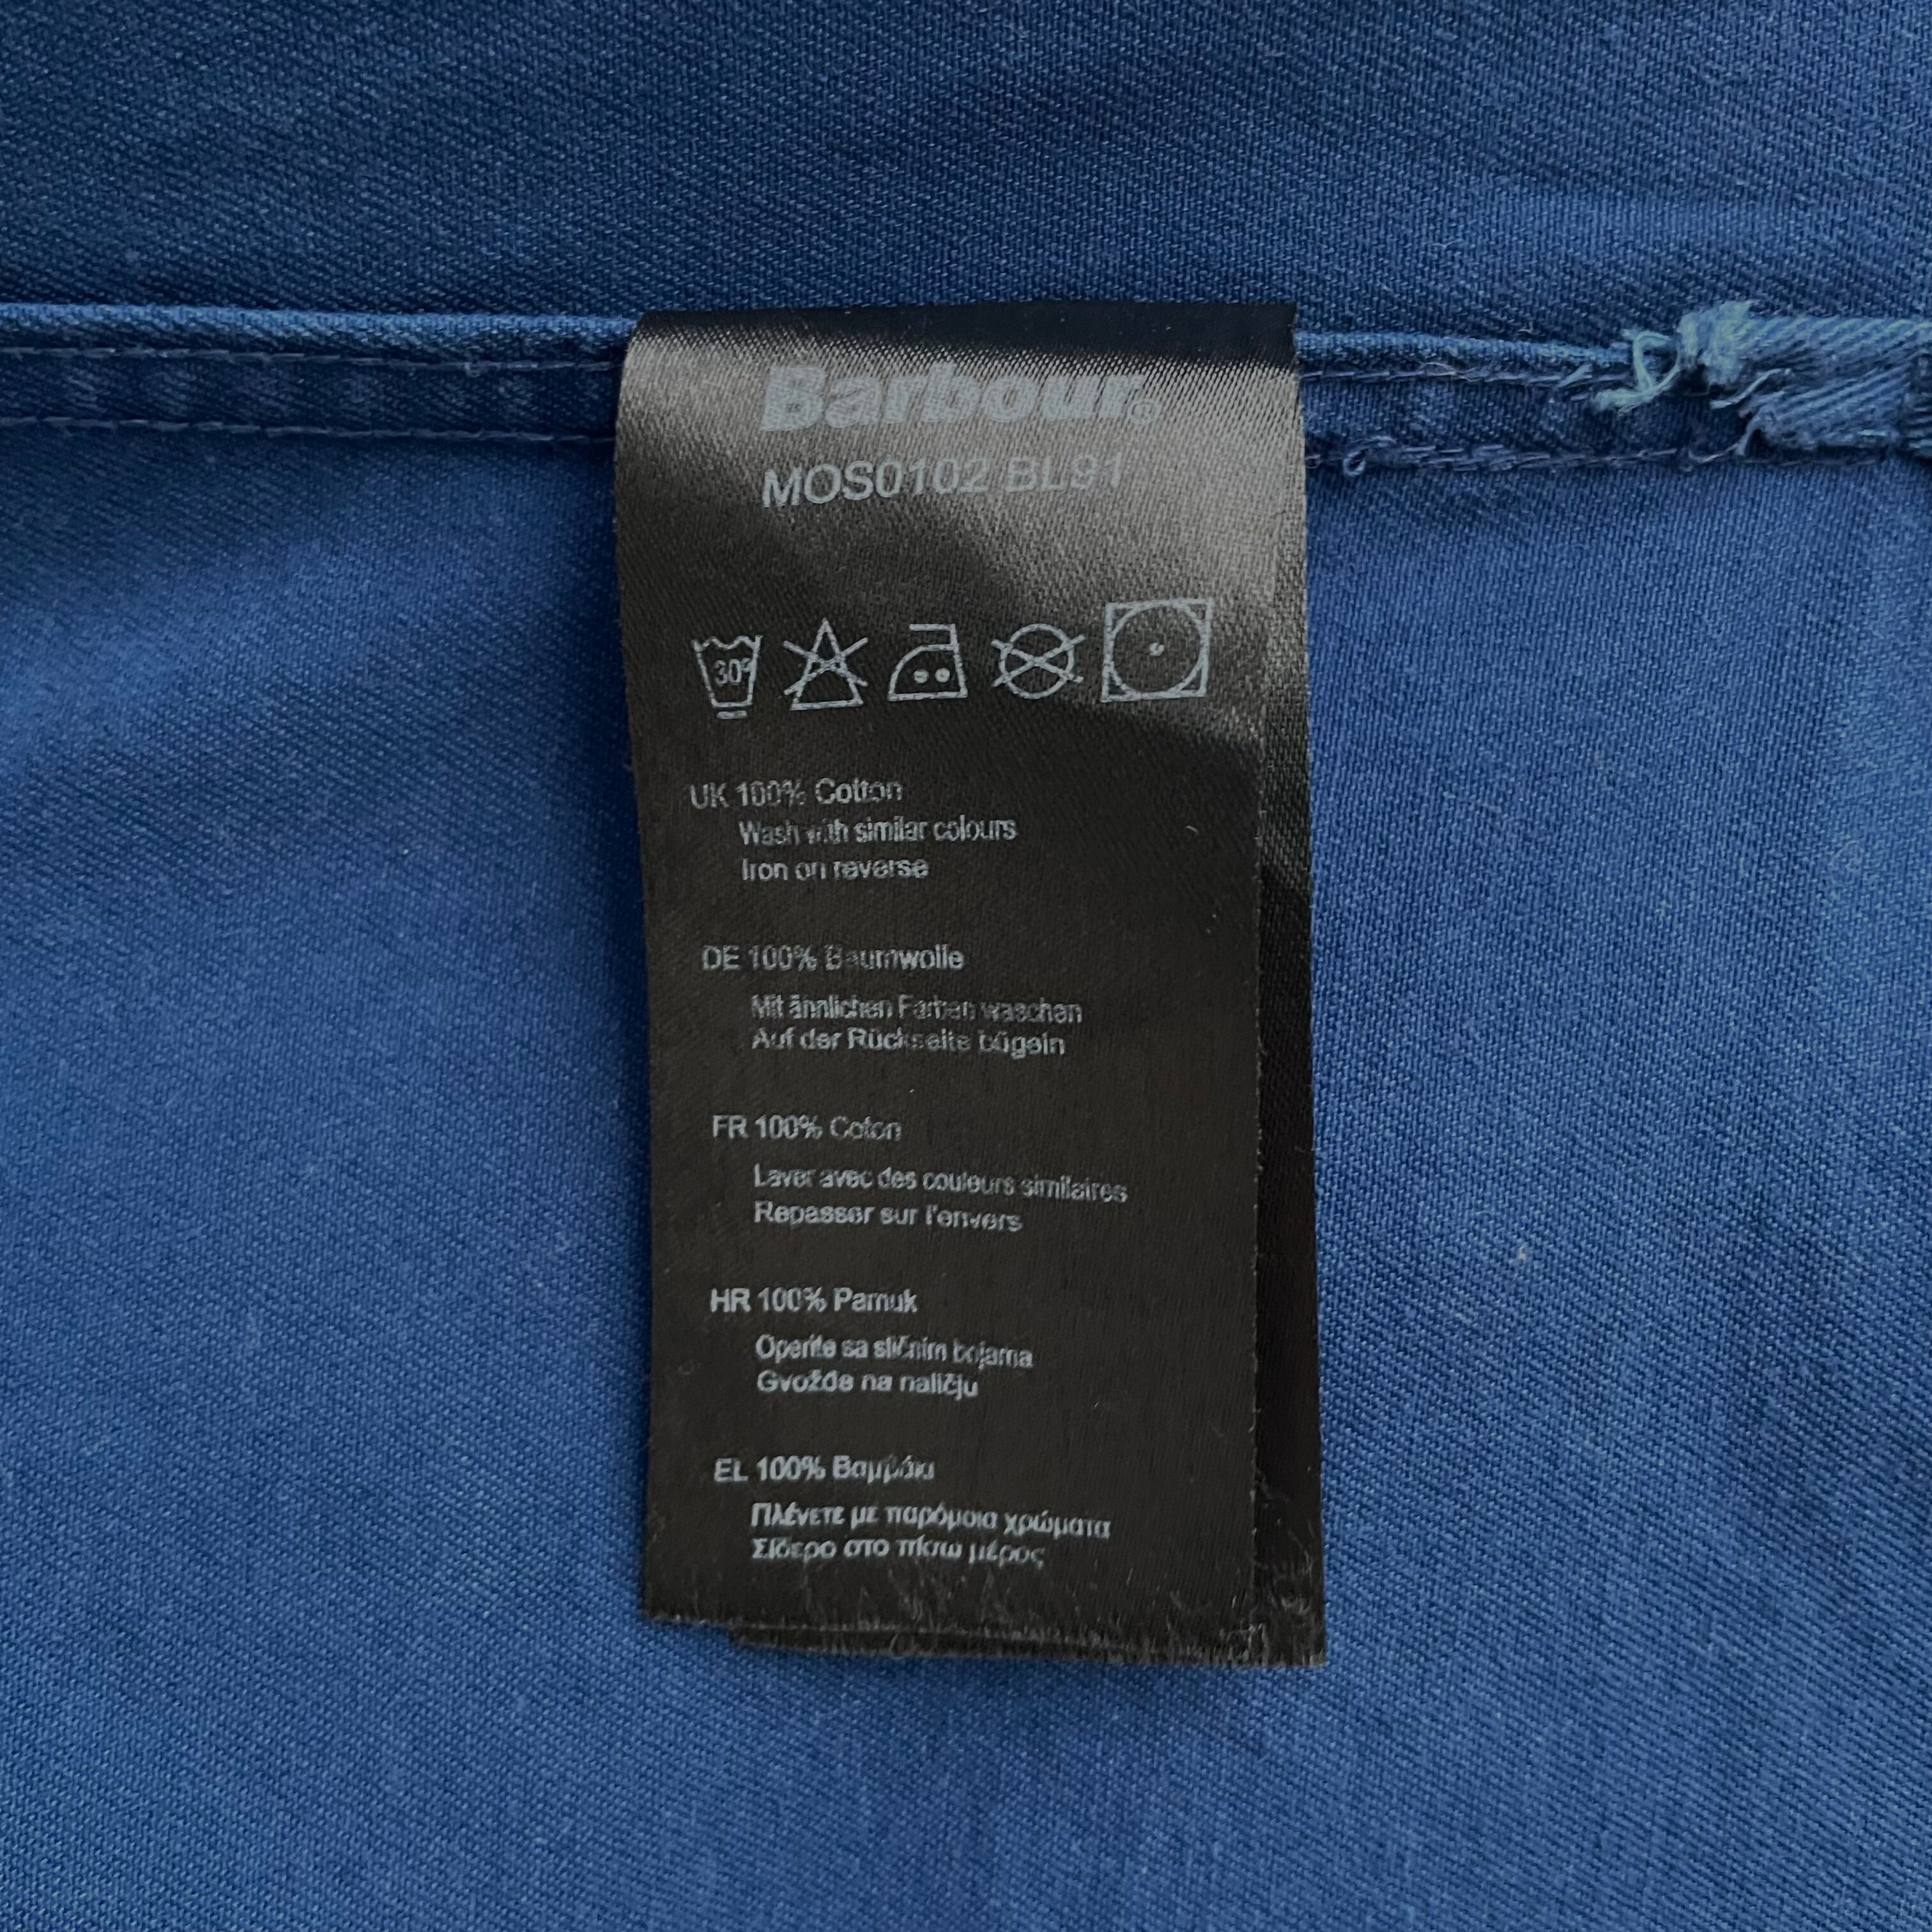 Barbour®
MOS0102 BL91
30°
UK 100% Cotton
Wash with similar colours
Iron on reverse
DE 100% Baumwolle
Mit ähnlichen Farben waschen
Auf der Rückseite bügeln
FR 100% Coton
Laver avec des couleurs similaires
Repasser sur l'envers
HR 100% Pamuk
Operite sa sličnim bojama
Gvožđe na naličju
EL 100% Βαμβάκι
Πλένετε με παρόμοια χρώματα
Σίδερο στο πίσω μέρος